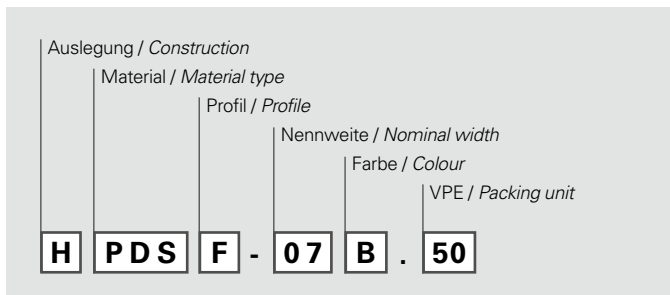 Auslegung / Construction
Material / Material type
Profil / Profile
Nennweite / Nominal width
Farbe / Colour
VPE / Packing unit
H PDS F - 07 B . 50